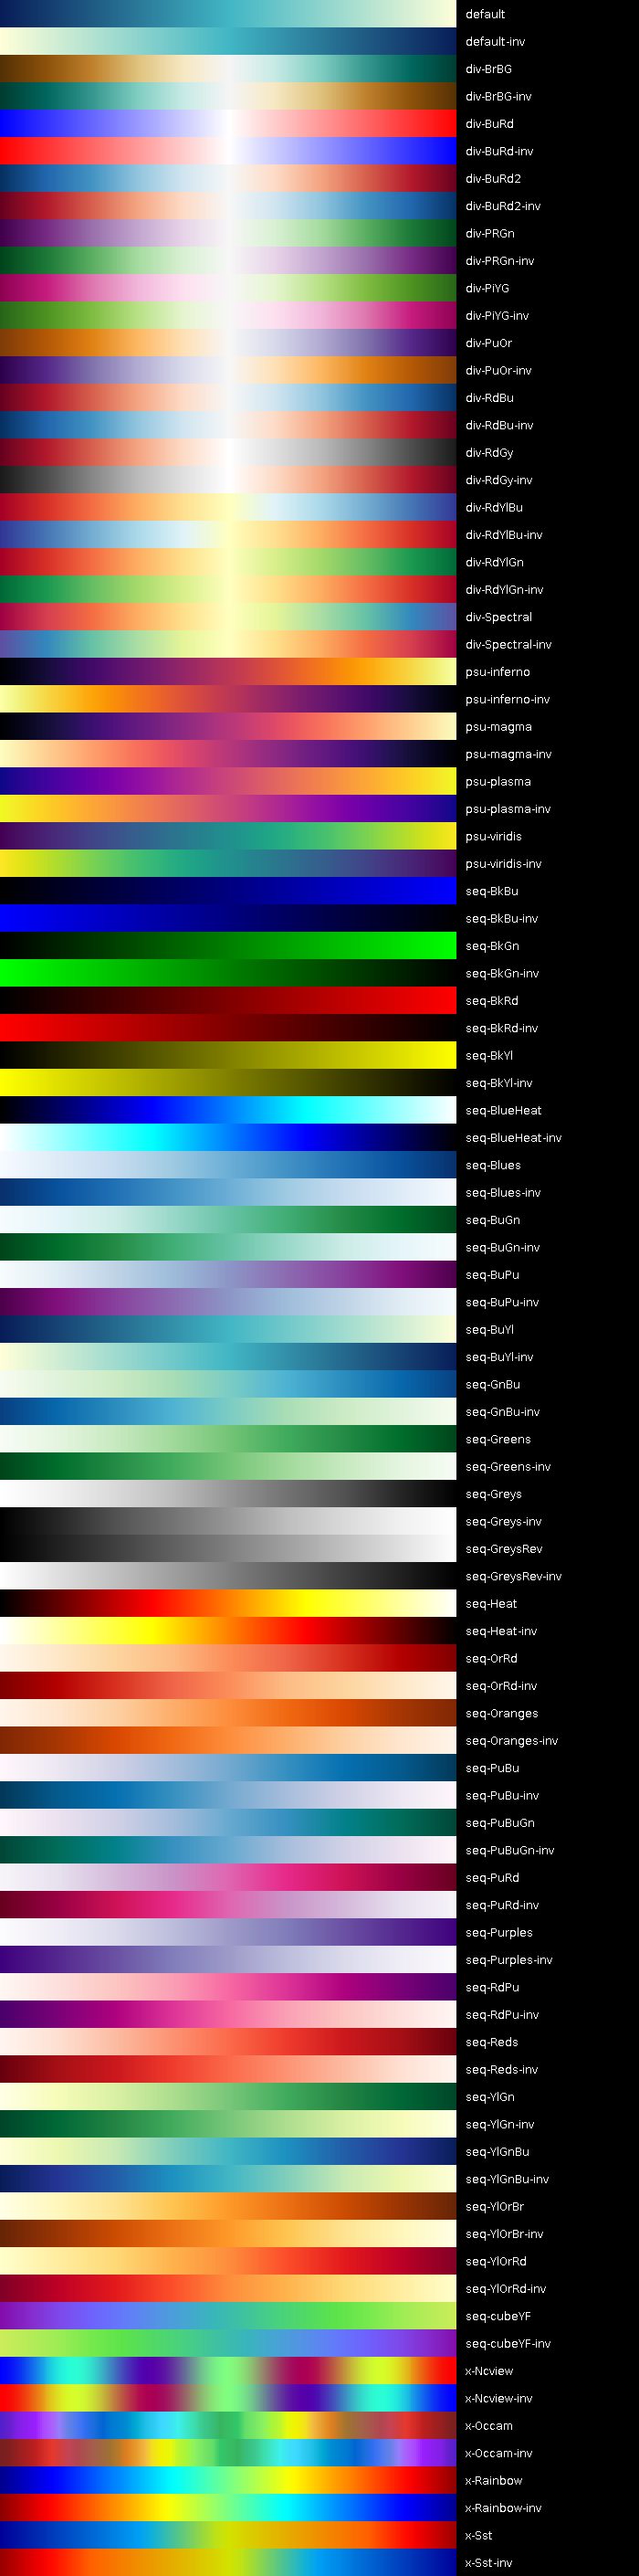 default
default-inv
div-BrBG
div-BrBG-inv
div-BuRd
div-BuRd-inv
div-BuRd2
div-BuRd2-inv
div-PRGn
div-PRGn-inv
div-PiYG
div-PiYG-inv
div-PuOr
div-PuOr-inv
div-RdBu
div-RdBu-inv
div-RdGy
div-RdGy-inv
div-RdYlBu
div-RdYlBu-inv
div-RdYlGn
div-RdYlGn-inv
div-Spectral
div-Spectral-inv
psu-inferno
psu-inferno-inv
psu-magma
psu-magma-inv
psu-plasma
psu-plasma-inv
psu-viridis
psu-viridis-inv
seq-BkBu
seq-BkBu-inv
seq-BkGn
seq-BkGn-inv
seq-BkRd
seq-BkRd-inv
seq-BkYl
seq-BkYl-inv
seq-BlueHeat
seq-BlueHeat-inv
seq-Blues
seq-Blues-inv
seq-BuGn
seq-BuGn-inv
seq-BuPu
seq-BuPu-inv
seq-BuYl
seq-BuYl-inv
seq-GnBu
seq-GnBu-inv
seq-Greens
seq-Greens-inv
seq-Greys
seq-Greys-inv
seq-GreysRev
seq-GreysRev-inv
seq-Heat
seq-Heat-inv
seq-OrRd
seq-OrRd-inv
seq-Oranges
seq-Oranges-inv
seq-PuBu
seq-PuBu-inv
seq-PuBuGn
seq-PuBuGn-inv
seq-PuRd
seq-PuRd-inv
seq-Purples
seq-Purples-inv
seq-RdPu
seq-RdPu-inv
seq-Reds
seq-Reds-inv
seq-YlGn
seq-YlGn-inv
seq-YlGnBu
seq-YlGnBu-inv
seq-YlOrBr
seq-YlOrBr-inv
seq-YlOrRd
seq-YlOrRd-inv
seq-cubeYF
seq-cubeYF-inv
x-Ncview
x-Ncview-inv
x-Occam
x-Occam-inv
x-Rainbow
x-Rainbow-inv
x-Sst
x-Sst-inv